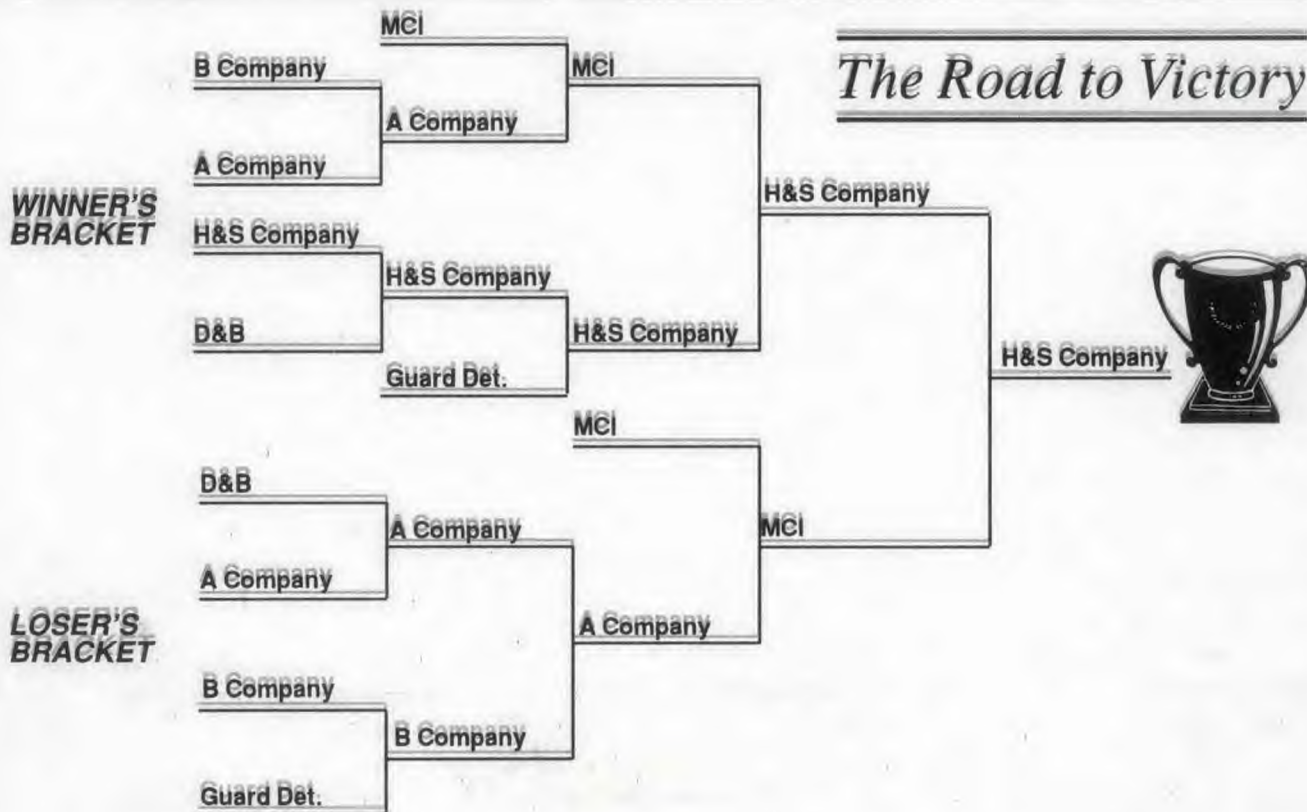 The Road to Victory
WINNER'S
BRACKET
MCI
B Company
MCI
A Company
A Company
H&S Company
H&S Company
H&S Company
D&B
H&S Company
Guard Det.
H&S Company
LOSER'S
BRACKET
MCI
D&B
A Company
MCI
A Company
A Company
B Company
B Company
Guard Det.